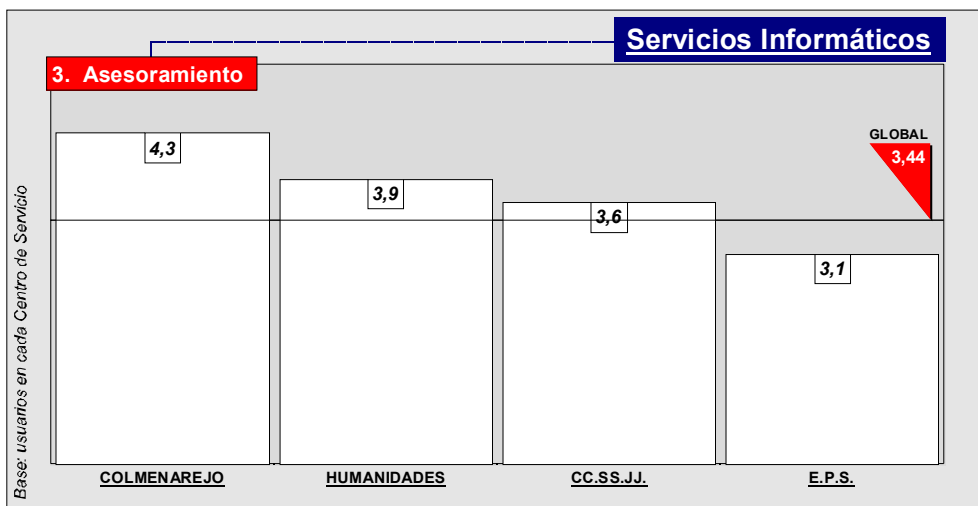 Servicios Informáticos
3. Asesoramiento
GLOBAL
3,44
4,3
3,9
3,6
3,1
Base: usuarios en cada Centro de Servicio
COLMENAREJO
HUMANIDADES
CC.SS.JJ.
E.P.S.